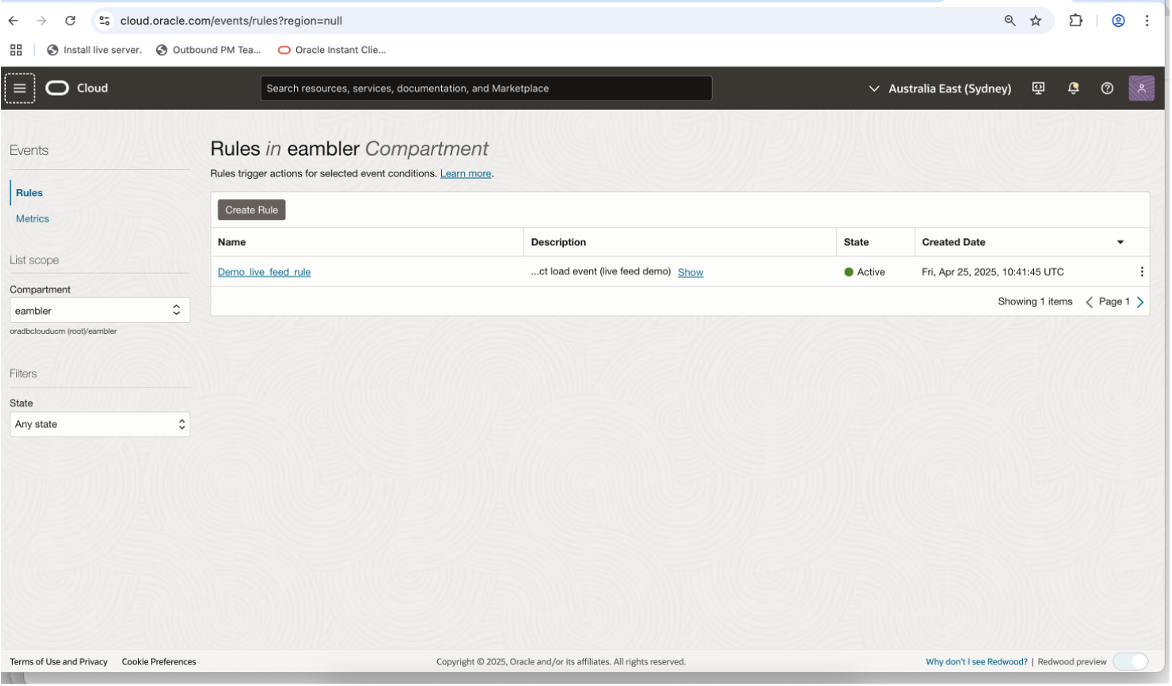 cloud.oracle.com/events/rules?region=null
Install live server. Outbound PM Tea... Oracle Instant Clie...
Cloud Search resources, services, documentation, and Marketplace Australia East (Sydney)
Events
Rules in eambler Compartment
Rules trigger actions for selected event conditions. Learn more.
Rules
Metrics
Create Rule
Name Description State Created Date
Demo_live_feed_rule ...ct load event (live feed demo) Show Active Fri, Apr 25, 2025, 10:41:45 UTC
Showing 1 items Page 1
List scope
Compartment
eambler
oradbclouducm (root)/eambler
Filters
State
Any state
Terms of Use and Privacy Cookie Preferences Copyright © 2025, Oracle and/or its affiliates. All rights reserved. Why don't I see Redwood? | Redwood preview